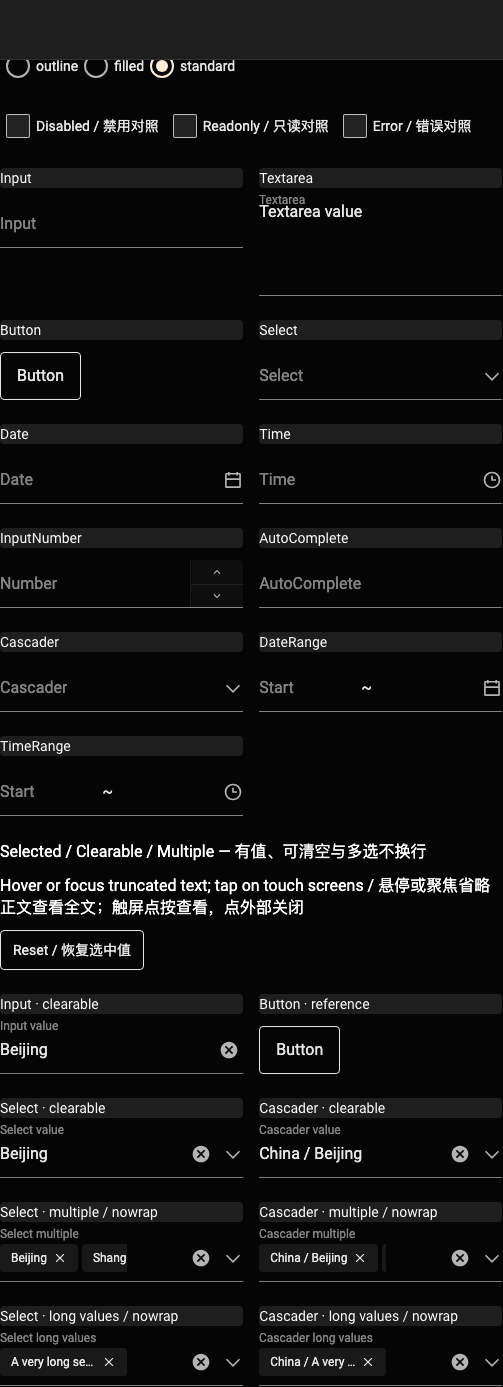 outline filled standard
Disabled / 禁用对照 Readonly / 只读对照 Error / 错误对照
Input
Input
Textarea
Textarea
Textarea value
Button
Button
Select
Select
Date
Date
Time
Time
InputNumber
Number
AutoComplete
AutoComplete
Cascader
Cascader
DateRange
Start ~
TimeRange
Start ~
Selected / Clearable / Multiple — 有值、可清空与多选不换行
Hover or focus truncated text; tap on touch screens / 悬停或聚焦省略
正文查看全文；触屏点按查看，点外部关闭
Reset / 恢复选中值
Input · clearable
Input value
Beijing
Button · reference
Button
Select · clearable
Select value
Beijing
Cascader · clearable
Cascader value
China / Beijing
Select · multiple / nowrap
Select multiple
Beijing Shang
Cascader · multiple / nowrap
Cascader multiple
China / Beijing
Select · long values / nowrap
Select long values
A very long se...
Cascader · long values / nowrap
Cascader long values
China / A very ...